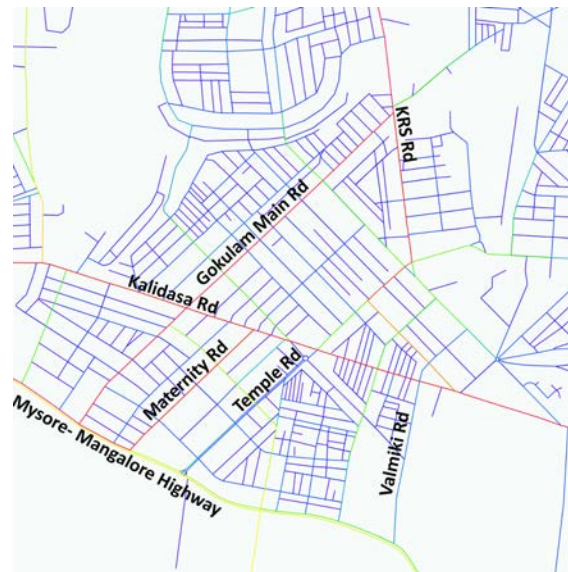 KRS Rd
Gokulam Main Rd
Kalidasa Rd
Maternity Rd
Temple Rd
Mysore- Mangalore Highway
Valmiki Rd